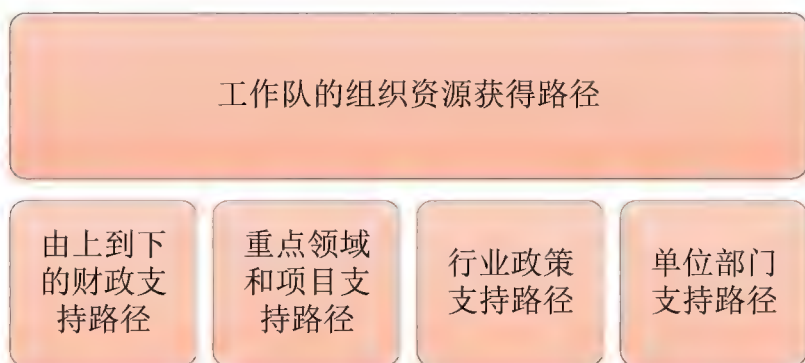 工作队的组织资源获得路径
由上到下
的财政支
持路径
重点领域
和项目支
持路径
行业政策
支持路径
单位部门
支持路径